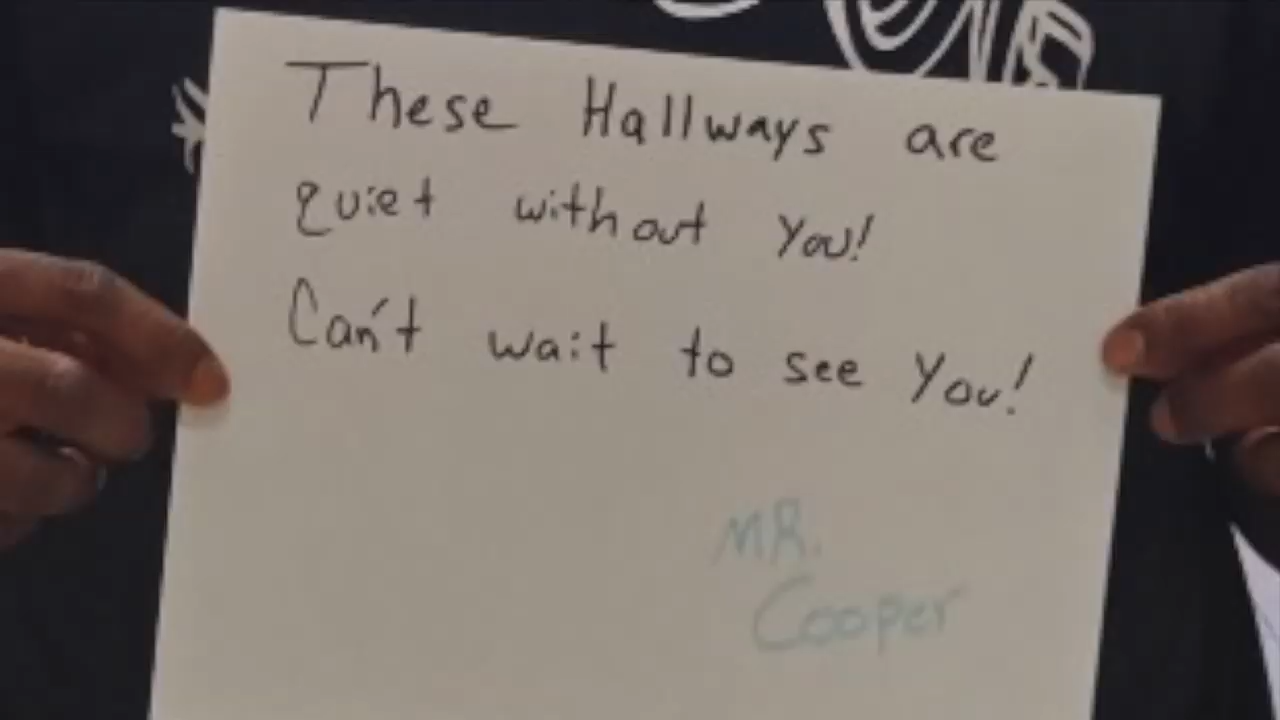 These Hallways are
quiet without You!
Can't wait to see You!
MR.
Cooper